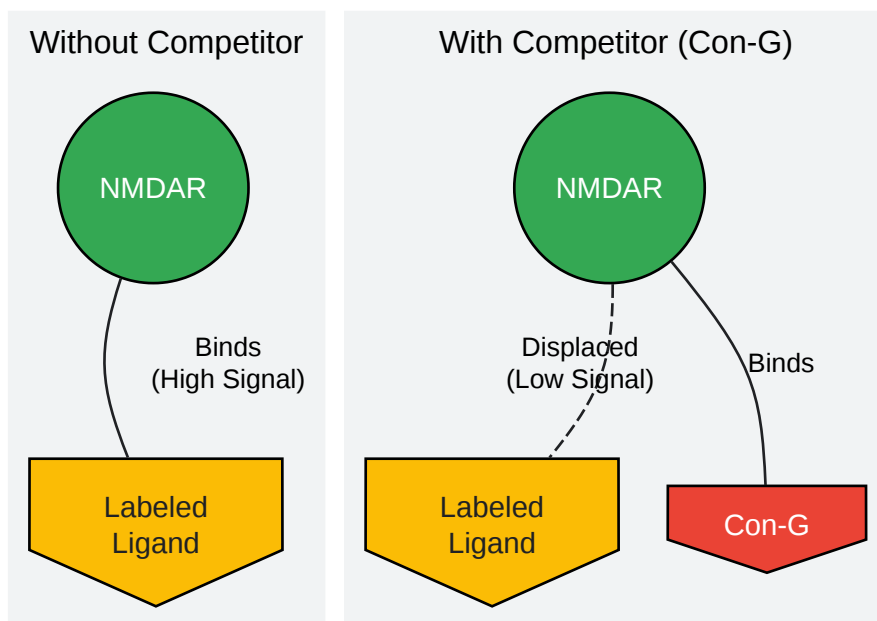 Without Competitor
NMDAR
Binds
(High Signal)
Labeled
Ligand
With Competitor (Con-G)
NMDAR
Displaced
(Low Signal)
Binds
Labeled
Ligand
Con-G